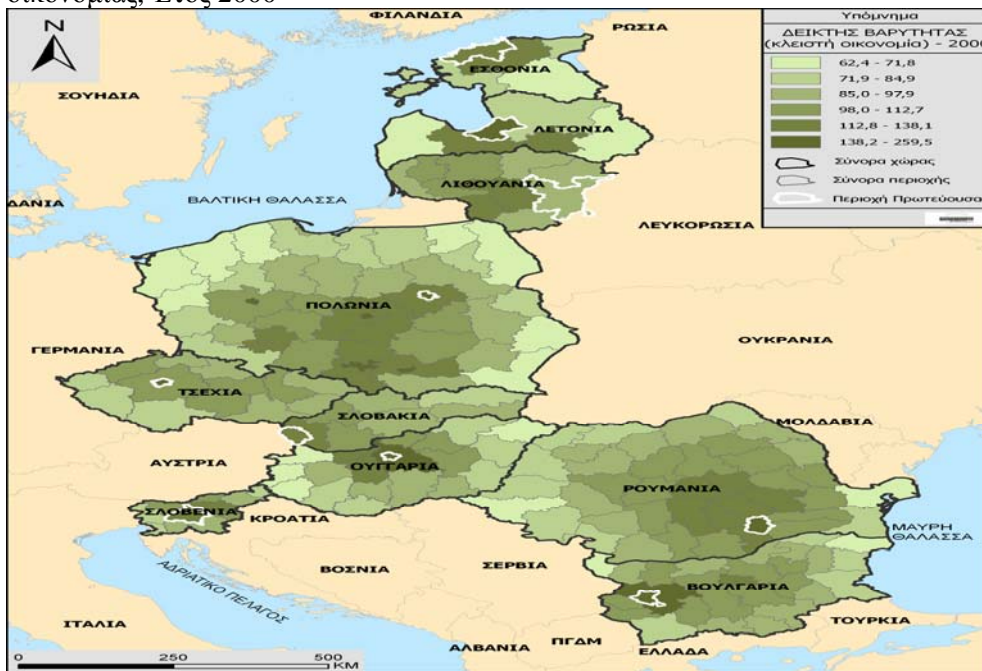 οικονομίας, Έτος 2000
N
Υπόμνημα
ΔΕΙΚΤΗΣ ΒΑΡΥΤΗΤΑΣ
(κλειστή οικονομία) - 2000
62,4 - 71,8
71,9 - 84,9
85,0 - 97,9
98,0 - 112,7
112,8 - 138,1
138,2 - 259,5
Σύνορα χώρας
Σύνορα περιοχής
Περιοχή Πρωτεύουσα
ΦΙΛΑΝΔΙΑ
ΡΩΣΙΑ
ΣΟΥΗΔΙΑ
ΕΣΘΟΝΙΑ
ΛΕΤΟΝΙΑ
ΛΙΘΟΥΑΝΙΑ
ΒΑΛΤΙΚΗ ΘΑΛΑΣΣΑ
ΔΑΝΙΑ
ΛΕΥΚΟΡΩΣΙΑ
ΠΟΛΩΝΙΑ
ΓΕΡΜΑΝΙΑ
ΟΥΚΡΑΝΙΑ
ΤΣΕΧΙΑ
ΣΛΟΒΑΚΙΑ
ΜΟΛΔΑΒΙΑ
ΑΥΣΤΡΙΑ
ΟΥΓΓΑΡΙΑ
ΡΟΥΜΑΝΙΑ
ΣΛΟΒΕΝΙΑ
ΚΡΟΑΤΙΑ
ΜΑΥΡΗ
ΘΑΛΑΣΣΑ
ΒΟΣΝΙΑ
ΣΕΡΒΙΑ
ΒΟΥΛΓΑΡΙΑ
ΑΔΡΙΑΤΙΚΟ ΠΕΛΑΓΟΣ
ΙΤΑΛΙΑ
ΤΟΥΡΚΙΑ
ΠΓΔΜ
ΑΛΒΑΝΙΑ
ΕΛΛΑΔΑ
0 250 500
KM